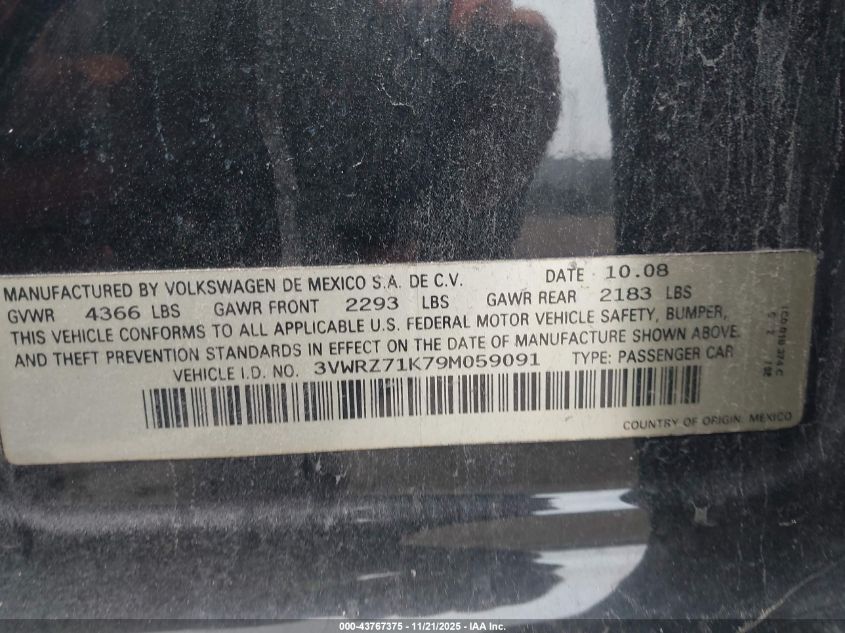 MANUFACTURED BY VOLKSWAGEN DE MEXICO S.A. DE C.V. DATE 10.08
GVWR 4366 LBS GAWR FRONT 2293 LBS GAWR REAR 2183 LBS
THIS VEHICLE CONFORMS TO ALL APPLICABLE U.S. FEDERAL MOTOR VEHICLE SAFETY, BUMPER,
AND THEFT PREVENTION STANDARDS IN EFFECT ON THE DATE OF MANUFACTURE SHOWN ABOVE.
VEHICLE I.D. NO. 3VWRZ71K79M059091 TYPE: PASSENGER CAR
COUNTRY OF ORIGIN: MEXICO
000-43767375 - 11/21/2025 - IAA Inc.